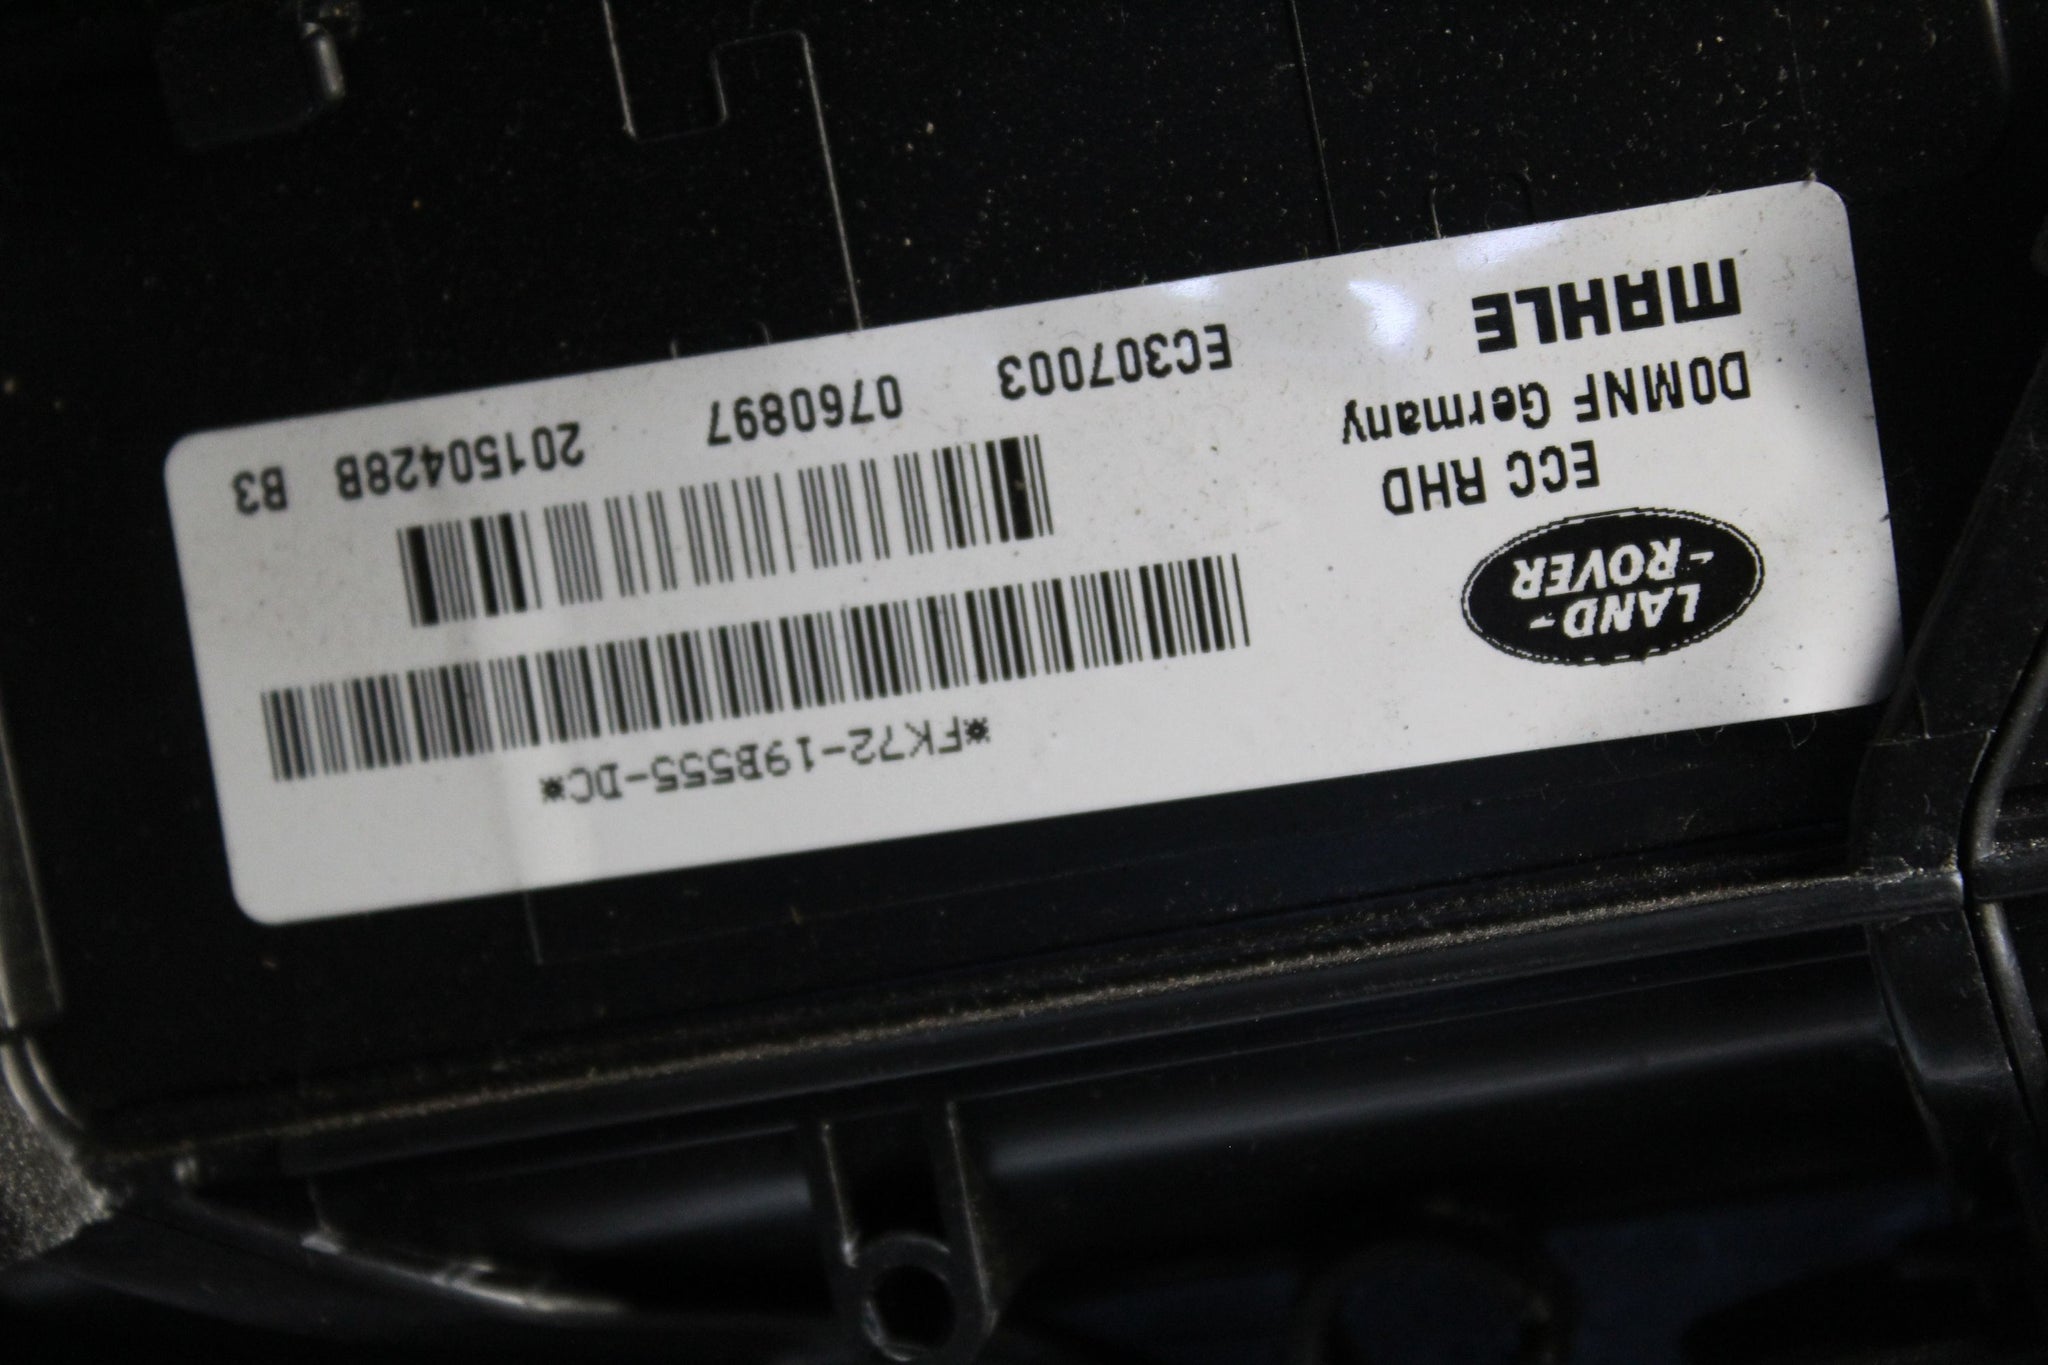 *FK72-19B555-DC*
LAND-
-ROVER
ECC RHD
DOMNF Germany
MAHLE
EC307003 0760897 20150428B B3